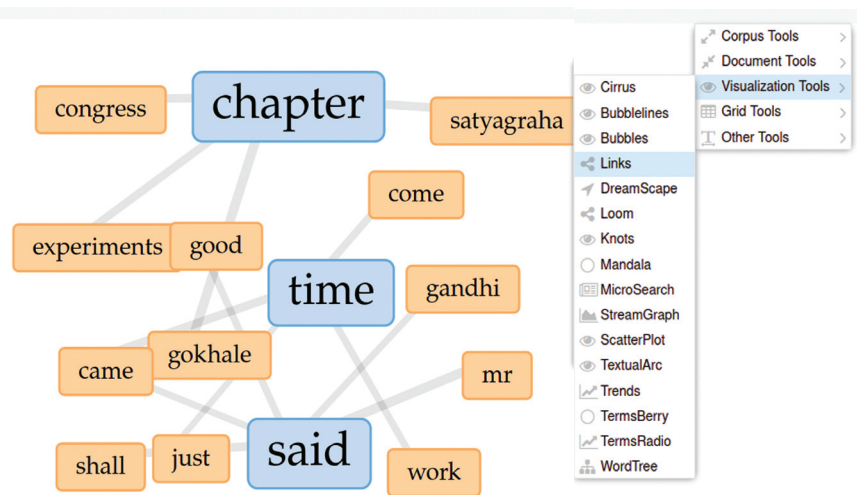 chapter
congress
satyagraha
come
experiments
good
time
gandhi
gokhale
came
mr
said
shall
just
work
Corpus Tools
Document Tools
Visualization Tools
Grid Tools
Other Tools
Cirrus
Bubblelines
Bubbles
Links
DreamScape
Loom
Knots
Mandala
MicroSearch
StreamGraph
ScatterPlot
TextualArc
Trends
TermsBerry
TermsRadio
WordTree